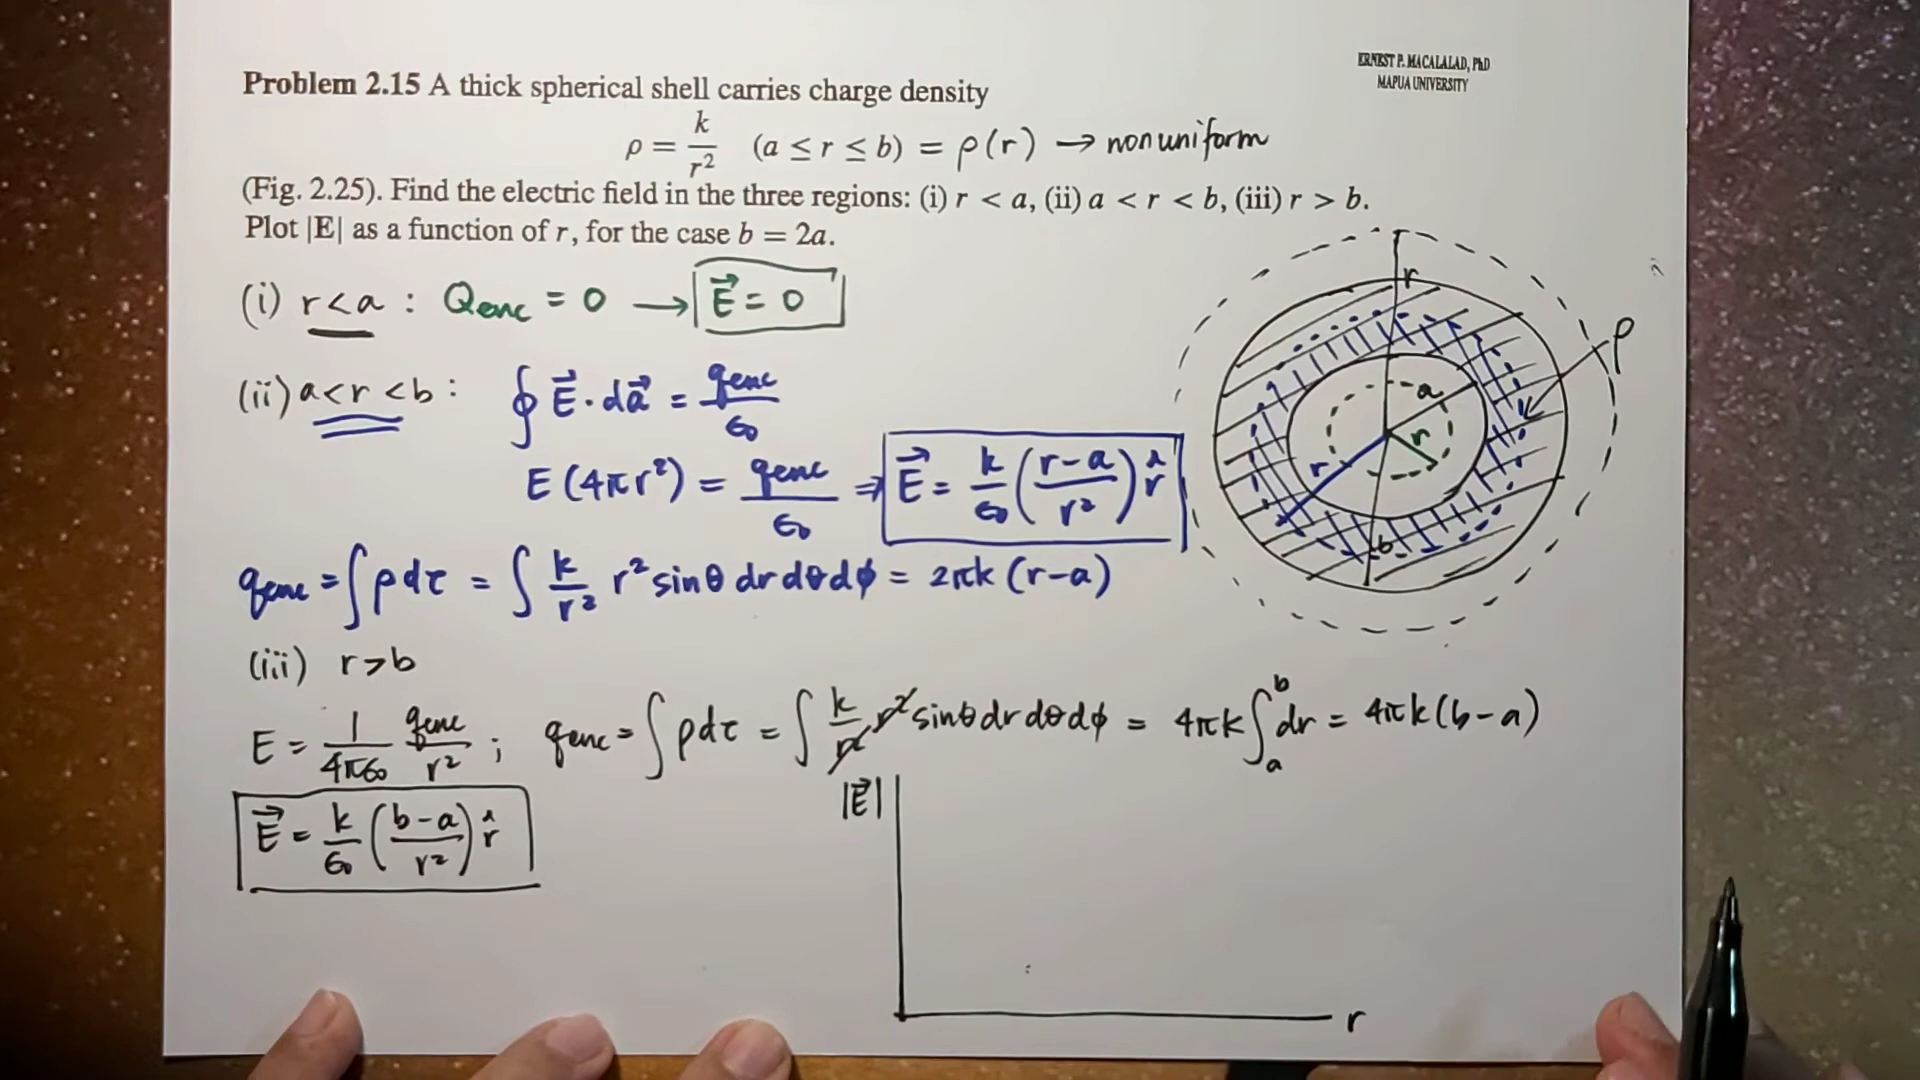 ERNEST P. MACALALAD, PhD
MAPUA UNIVERSITY
Problem 2.15 A thick spherical shell carries charge density
ρ = k/r² (a ≤ r ≤ b) = ρ(r) → nonuniform
(Fig. 2.25). Find the electric field in the three regions: (i) r < a, (ii) a < r < b, (iii) r > b.
Plot |E| as a function of r, for the case b = 2a.
(i) r<a : Qenc = 0 → E⃗ = 0
(ii) a<r<b : ∮ E⃗ · da⃗ = qenc/ϵ₀
E (4πr²) = qenc/ϵ₀ ⇒ E⃗ = k/ϵ₀ (r-a/r²) r̂
qenc = ∫ρdτ = ∫ k/r² r² sinθ dr dθ dϕ = 2πk (r-a)
(iii) r>b
E = 1/4πϵ₀ qenc/r² ; qenc = ∫ρdτ = ∫ k/r² r² sinθ dr dθ dϕ = 4πk ∫ₐᵇ dr = 4πk(b-a)
E⃗ = k/ϵ₀ (b-a/r²) r̂
|E⃗|
r
r
ρ
a
r
r
b